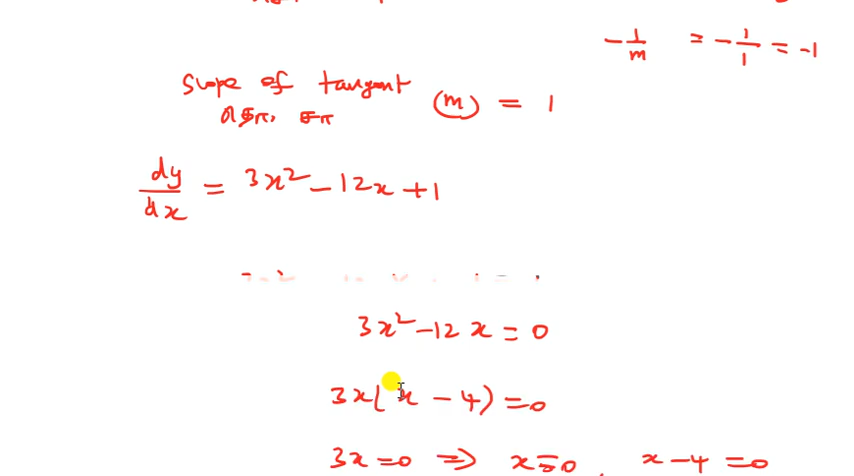 -1/m = -1/1 = -1
Slope of tangent (m) = 1
dy/dx = 3x² - 12x + 1
3x² - 12x = 0
3x(x - 4) = 0
3x = 0 ⇒ x = 0, x - 4 = 0